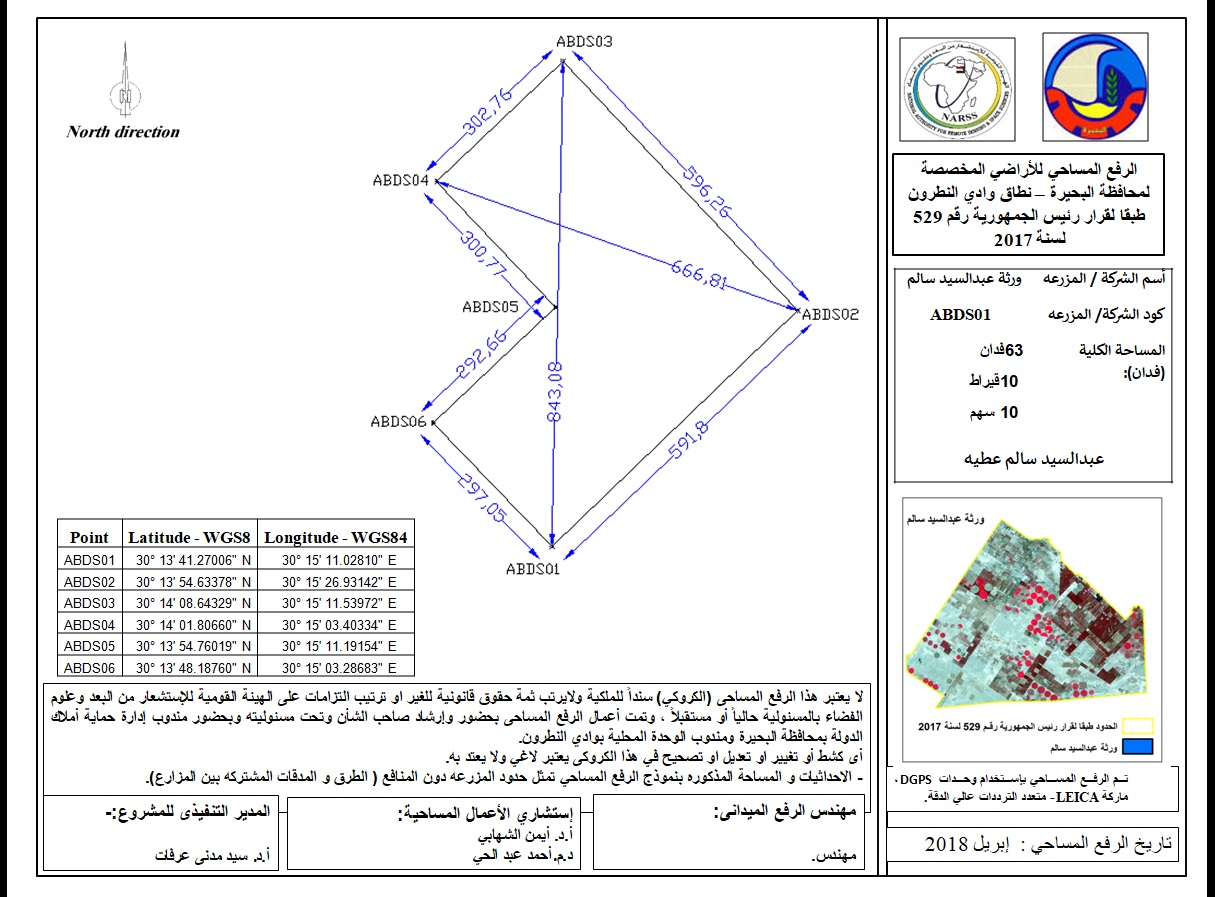 North direction
ABDS03
302,76
596,26
ABDS04
300,77
666,81
ABDS05
ABDS02
292,66
843,08
ABDS06
591,8
297,05
ABDS01
Point Latitude - WGS8 Longitude - WGS84
ABDS01 30° 13' 41.27006" N 30° 15' 11.02810" E
ABDS02 30° 13' 54.63378" N 30° 15' 26.93142" E
ABDS03 30° 14' 08.64329" N 30° 15' 11.53972" E
ABDS04 30° 14' 01.80660" N 30° 15' 03.40334" E
ABDS05 30° 13' 54.76019" N 30° 15' 11.19154" E
ABDS06 30° 13' 48.18760" N 30° 15' 03.28683" E
لا يعتبر هذا الرفع المساحى (الكروكي) سنداً للملكية ولايرتب ثمة حقوق قانونية للغير او ترتيب التزامات على الهيئة القومية للإستشعار من البعد وعلوم
الفضاء بالمسئولية حالياً أو مستقبلاً ، وتمت أعمال الرفع المساحى بحضور وإرشاد صاحب الشأن وتحت مسئوليته وبحضور مندوب إدارة حماية أملاك
الدولة بمحافظة البحيرة ومندوب الوحدة المحلية بوادي النطرون.
أى كشط أو تغيير او تعديل او تصحيح في هذا الكروكى يعتبر لاغي ولا يعتد به.
- الاحداثيات و المساحة المذكوره بنموذج الرفع المساحي تمثل حدود المزرعه دون المنافع ( الطرق و المدقات المشتركه بين المزارع).
مهندس الرفع الميدانى:
مهندس.
إستشاري الأعمال المساحية:
أ.د. أيمن الشهابي
د.م.أحمد عبد الحي
المدير التنفيذى للمشروع:-
أ.د. سيد مدنى عرفات
NARSS
NATIONAL AUTHORITY FOR REMOTE SENSING & SPACE SCIENCES
البحيرة
الرفع المساحي للأراضي المخصصة
لمحافظة البحيرة – نطاق وادي النطرون
طبقا لقرار رئيس الجمهورية رقم 529
لسنة 2017
أسم الشركة / المزرعه ورثة عبدالسيد سالم
كود الشركة/ المزرعه ABDS01
المساحة الكلية 63فدان
(فدان):
10قيراط
10 سهم
عبدالسيد سالم عطيه
ورثة عبدالسيد سالم
الحدود طبقا لقرار رئيس الجمهورية رقم 529 لسنة 2017
ورثة عبدالسيد سالم
تـم الرفـع المسـاحي بإستـخدام وحـدات DGPS ،
ماركة LEICA- متعدد الترددات عالي الدقة.
تاريخ الرفع المساحي : إبريل 2018